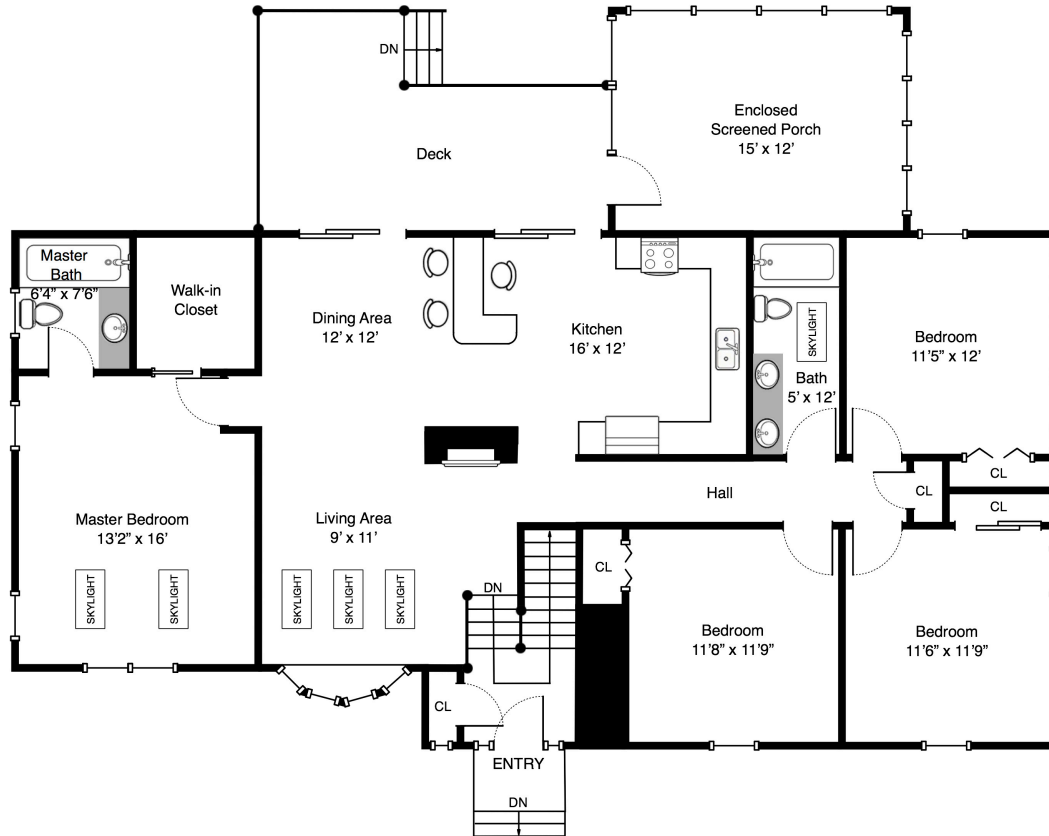 DN
Enclosed
Screened Porch
15’ x 12’
Deck
Master
Bath
6’4” x 7’6”
Walk-in
Closet
Dining Area
12’ x 12’
Kitchen
16’ x 12’
SKYLIGHT
Bath
5’ x 12’
Bedroom
11’5” x 12’
CL
CL
CL
Hall
Master Bedroom
13’2” x 16’
Living Area
9’ x 11’
SKYLIGHT
SKYLIGHT
SKYLIGHT
SKYLIGHT
SKYLIGHT
DN
CL
Bedroom
11’8” x 11’9”
Bedroom
11’6” x 11’9”
CL
ENTRY
DN